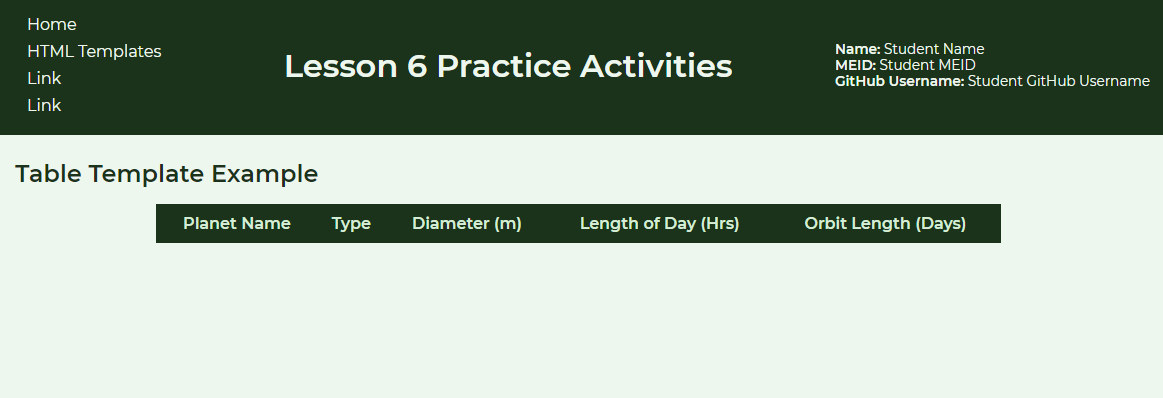 Home
HTML Templates
Link
Link
Lesson 6 Practice Activities
Name: Student Name
MEID: Student MEID
GitHub Username: Student GitHub Username
Table Template Example
Planet Name Type Diameter (m) Length of Day (Hrs) Orbit Length (Days)